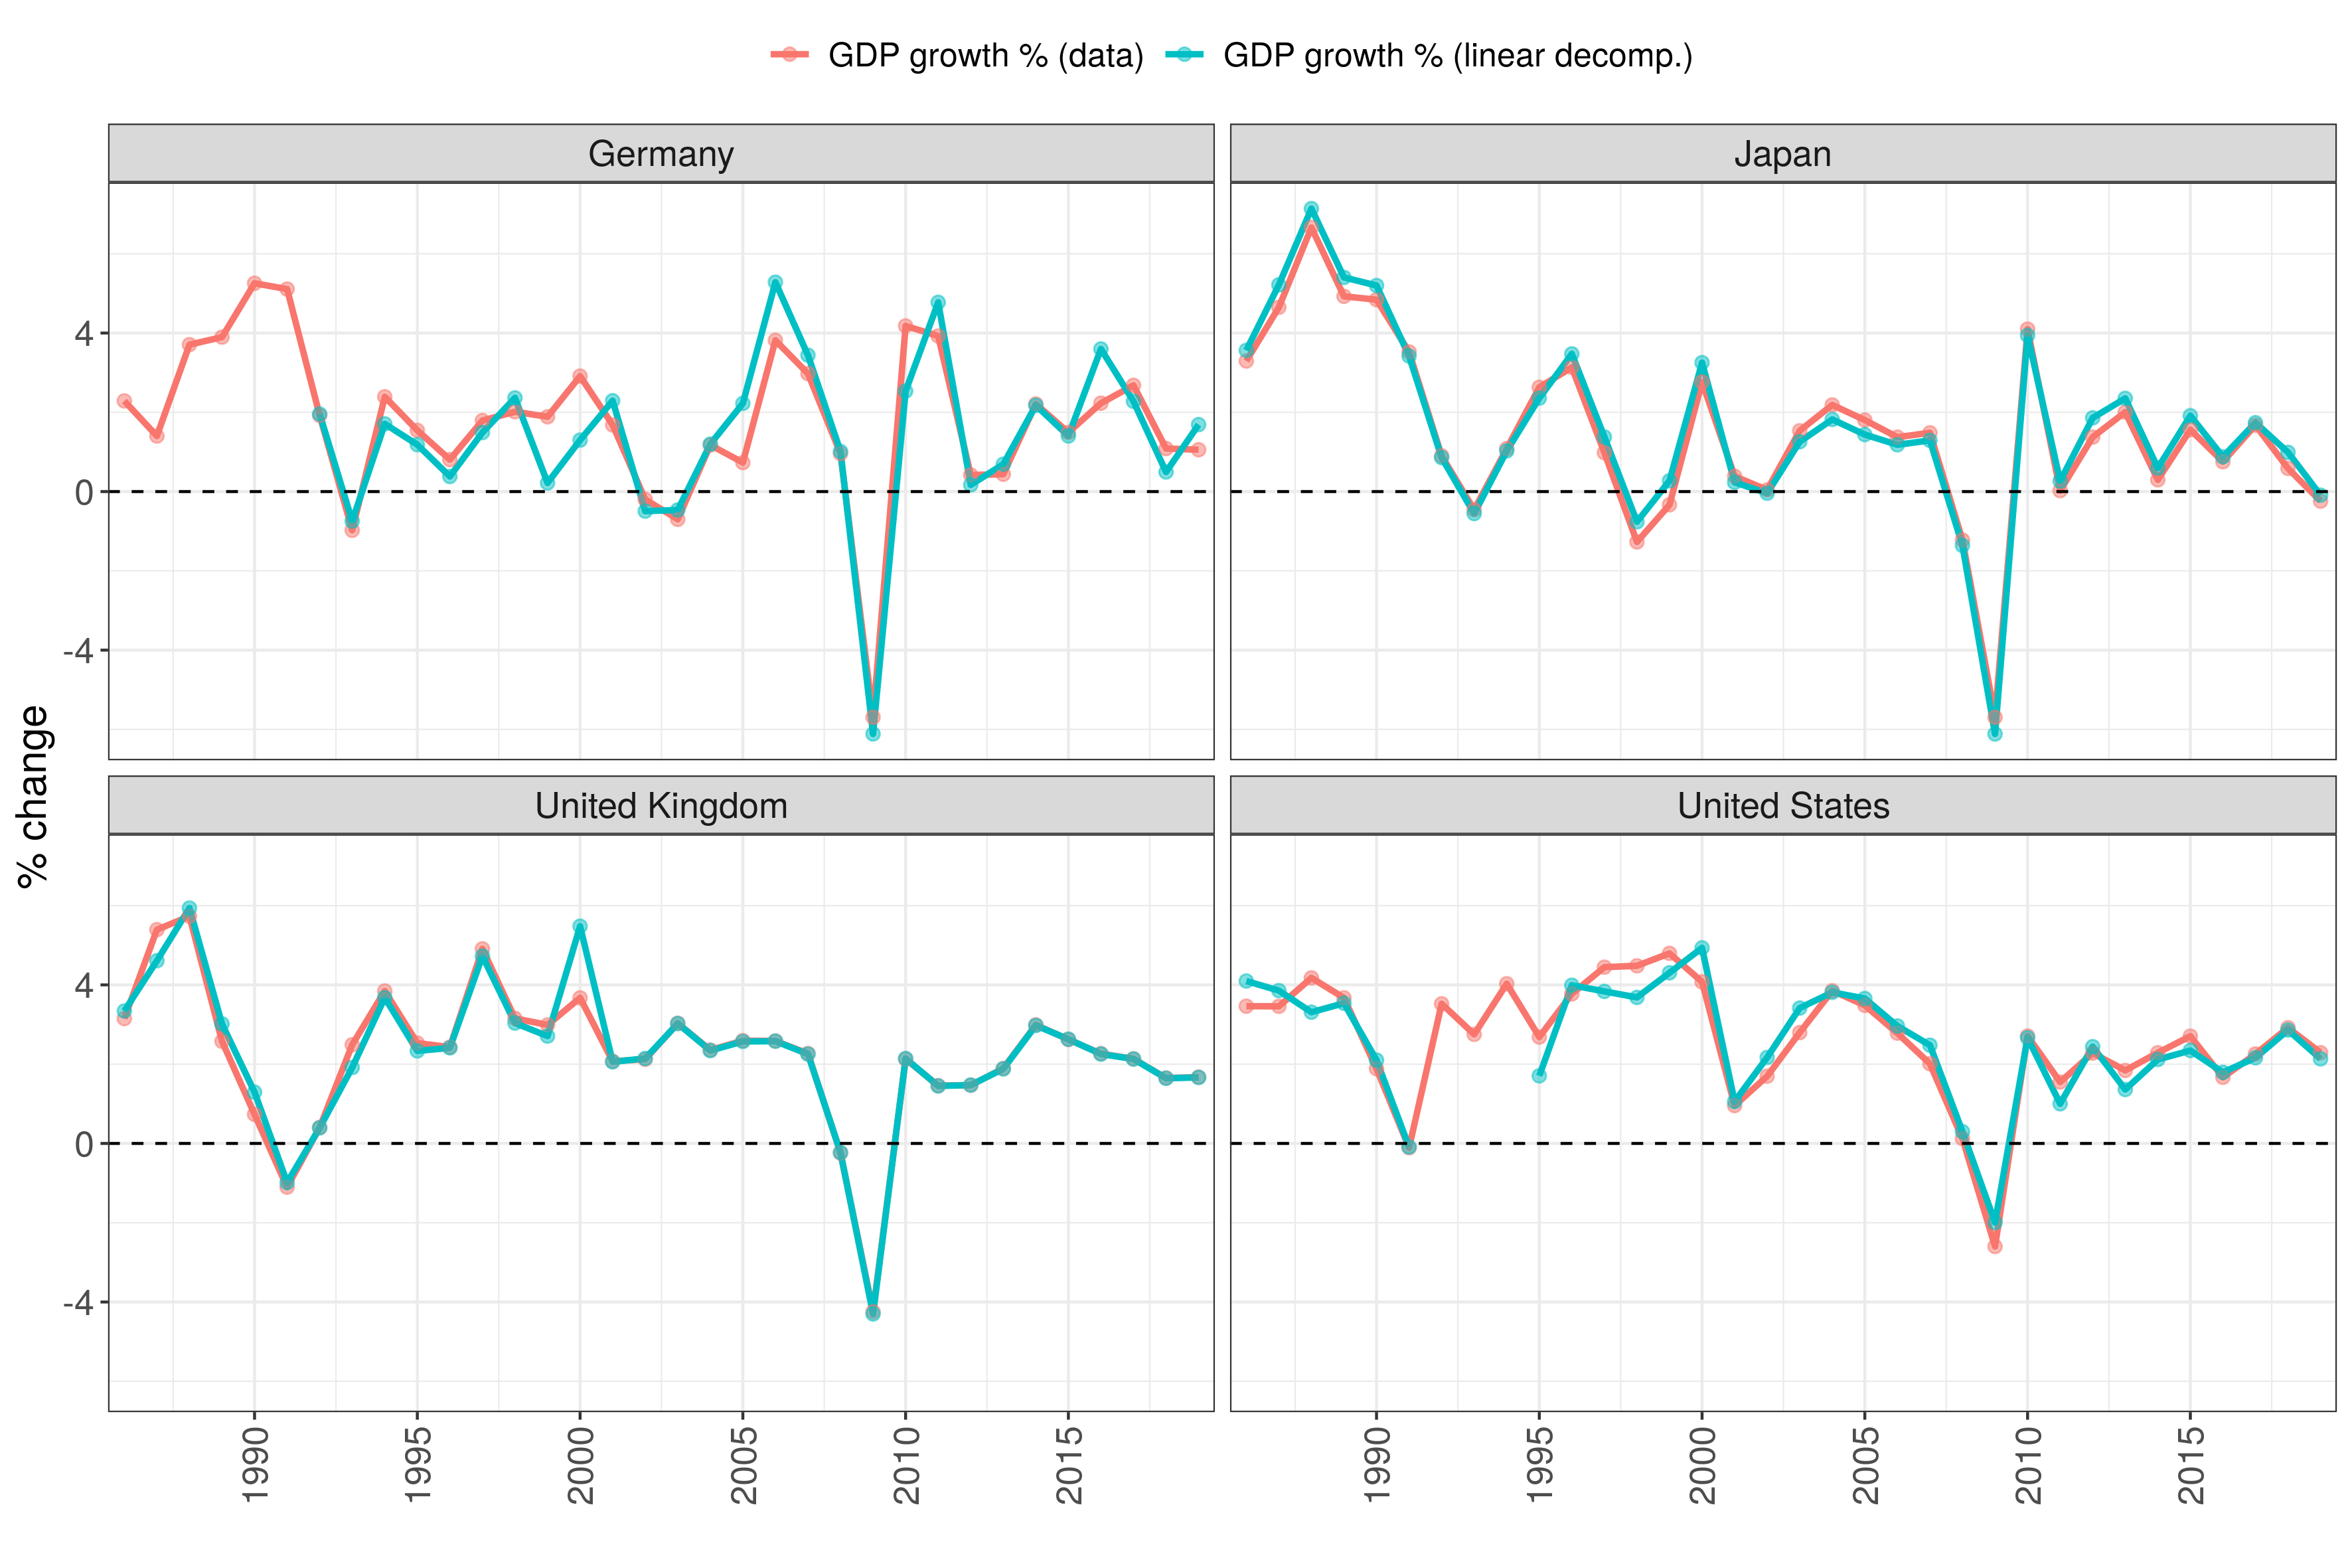 GDP growth % (data) GDP growth % (linear decomp.)
Germany
Japan
4
0
-4
% change
United Kingdom
United States
4
0
-4
1990 1995 2000 2005 2010 2015
1990 1995 2000 2005 2010 2015